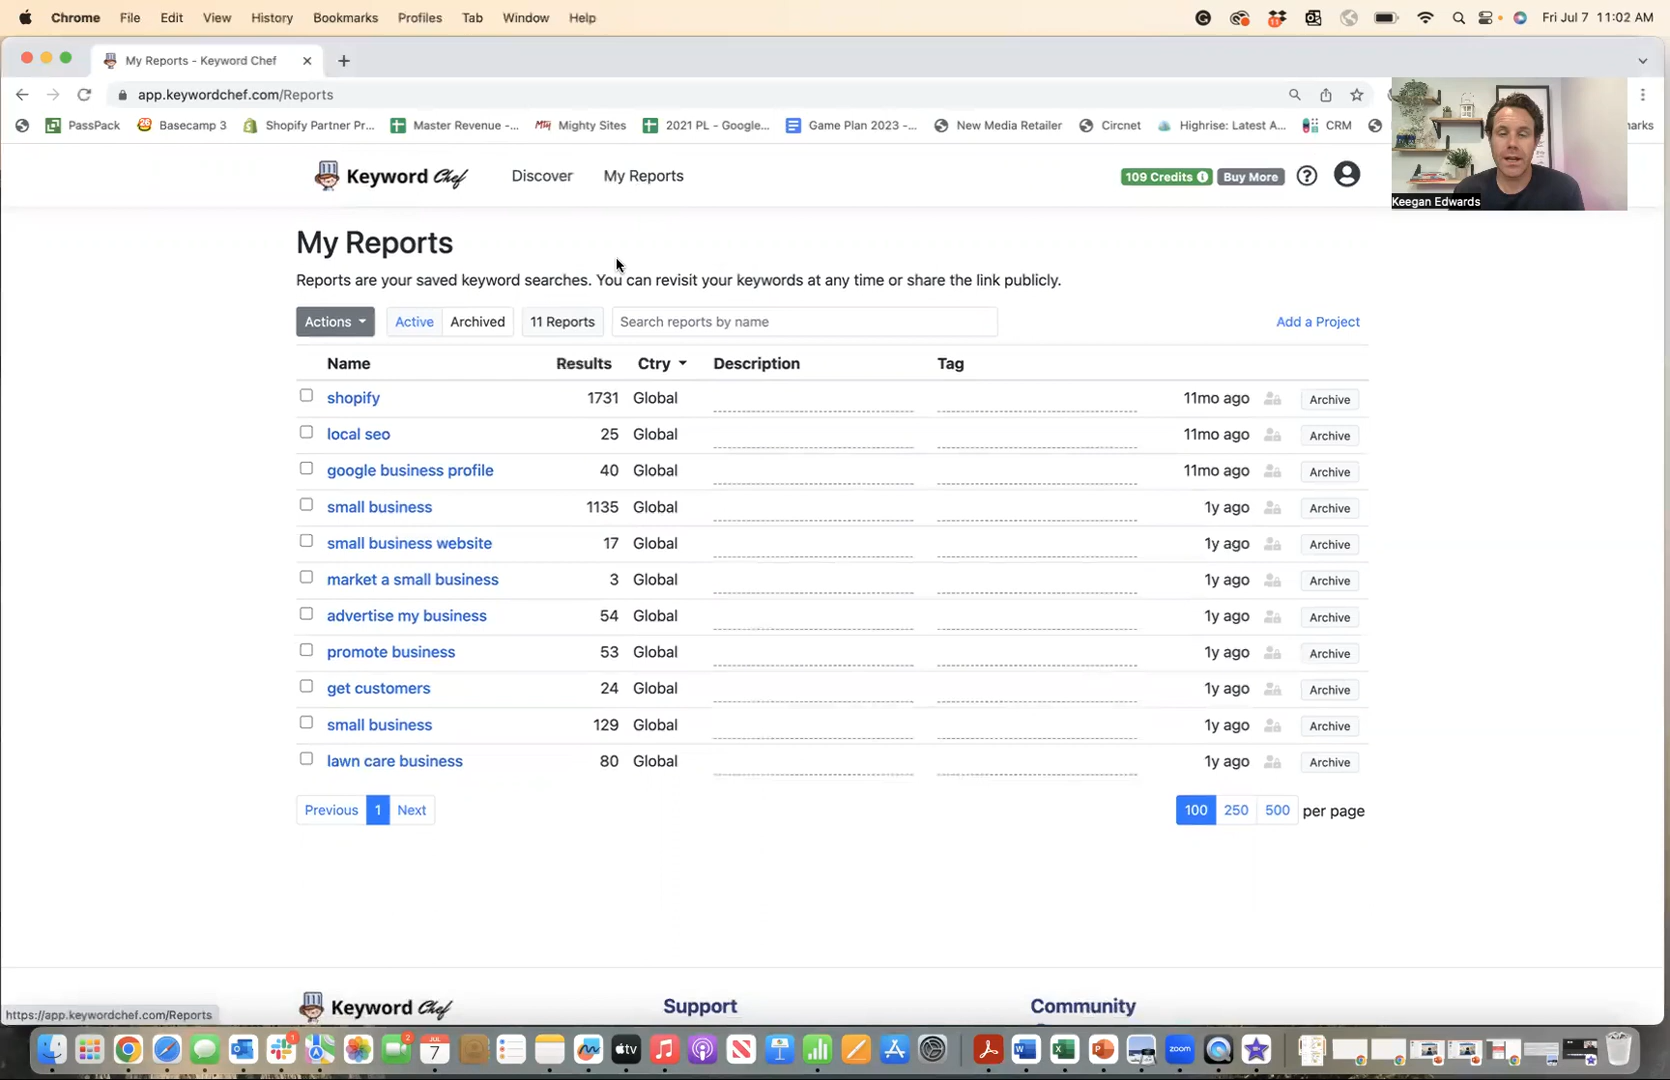 Chrome File Edit View History Bookmarks Profiles Tab Window Help Fri Jul 7 11:02 AM
My Reports - Keyword Chef
app.keywordchef.com/Reports
PassPack Basecamp 3 Shopify Partner Pr... Master Revenue -... Mighty Sites 2021 PL - Google... Game Plan 2023 -... New Media Retailer Circnet Highrise: Latest A... CRM
Keyword Chef Discover My Reports 109 Credits Buy More
Keegan Edwards
My Reports
Reports are your saved keyword searches. You can revisit your keywords at any time or share the link publicly.
Actions Active Archived 11 Reports Search reports by name Add a Project
Name Results Ctry Description Tag
shopify 1731 Global 11mo ago Archive
local seo 25 Global 11mo ago Archive
google business profile 40 Global 11mo ago Archive
small business 1135 Global 1y ago Archive
small business website 17 Global 1y ago Archive
market a small business 3 Global 1y ago Archive
advertise my business 54 Global 1y ago Archive
promote business 53 Global 1y ago Archive
get customers 24 Global 1y ago Archive
small business 129 Global 1y ago Archive
lawn care business 80 Global 1y ago Archive
Previous 1 Next 100 250 500 per page
Keyword Chef Support Community
https://app.keywordchef.com/Reports
JUL
7
tv